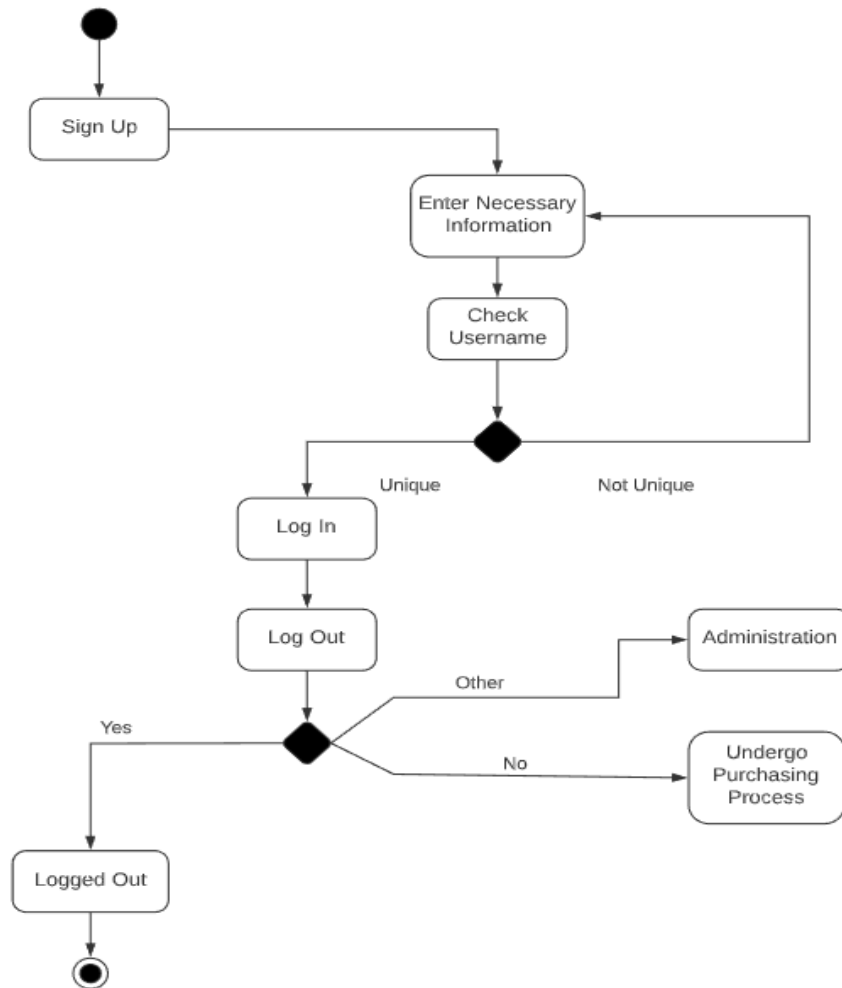 Sign Up
Enter Necessary
Information
Check
Username
Unique
Not Unique
Log In
Log Out
Administration
Other
Yes
No
Undergo
Purchasing
Process
Logged Out